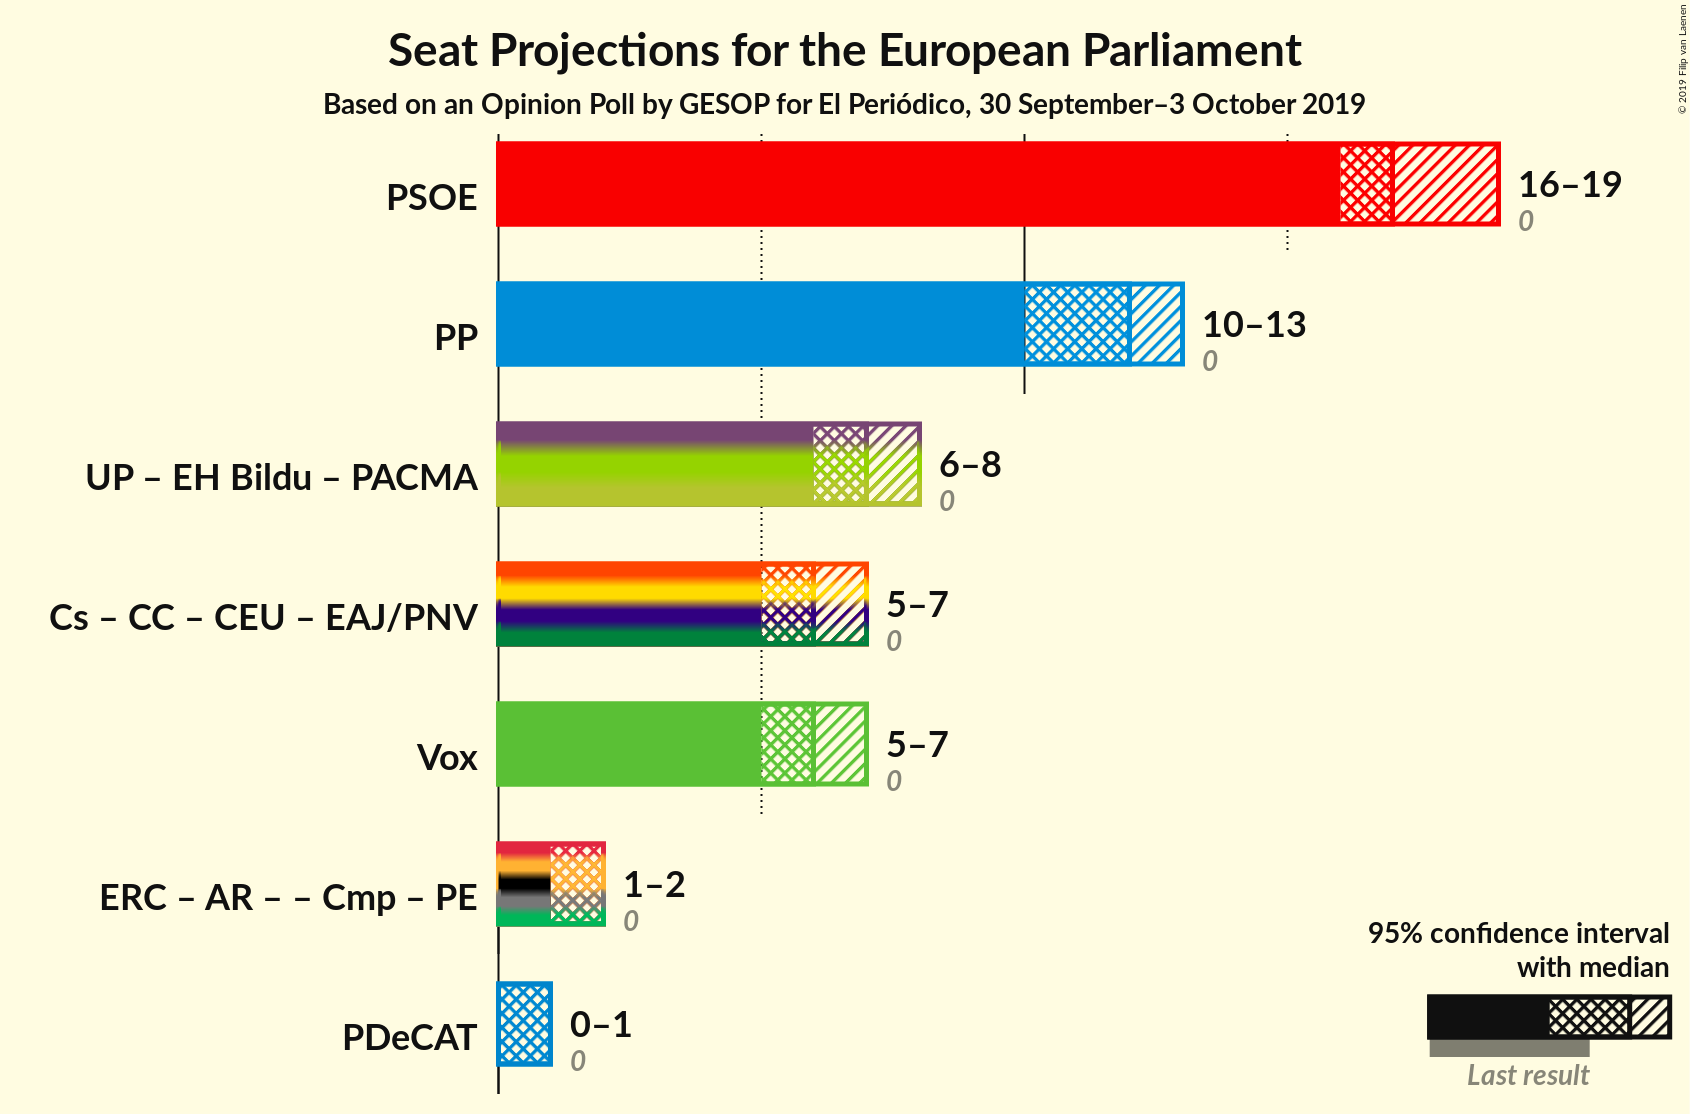 Seat Projections for the European Parliament
Based on an Opinion Poll by GESOP for El Periódico, 30 September–3 October 2019
© 2019 Filip van Laenen
PSOE
16–19
0
PP
10–13
0
UP – EH Bildu – PACMA
6–8
0
Cs – CC – CEU – EAJ/PNV
5–7
0
Vox
5–7
0
ERC – AR – – Cmp – PE
1–2
0
PDeCAT
0–1
0
95% confidence interval
with median
Last result